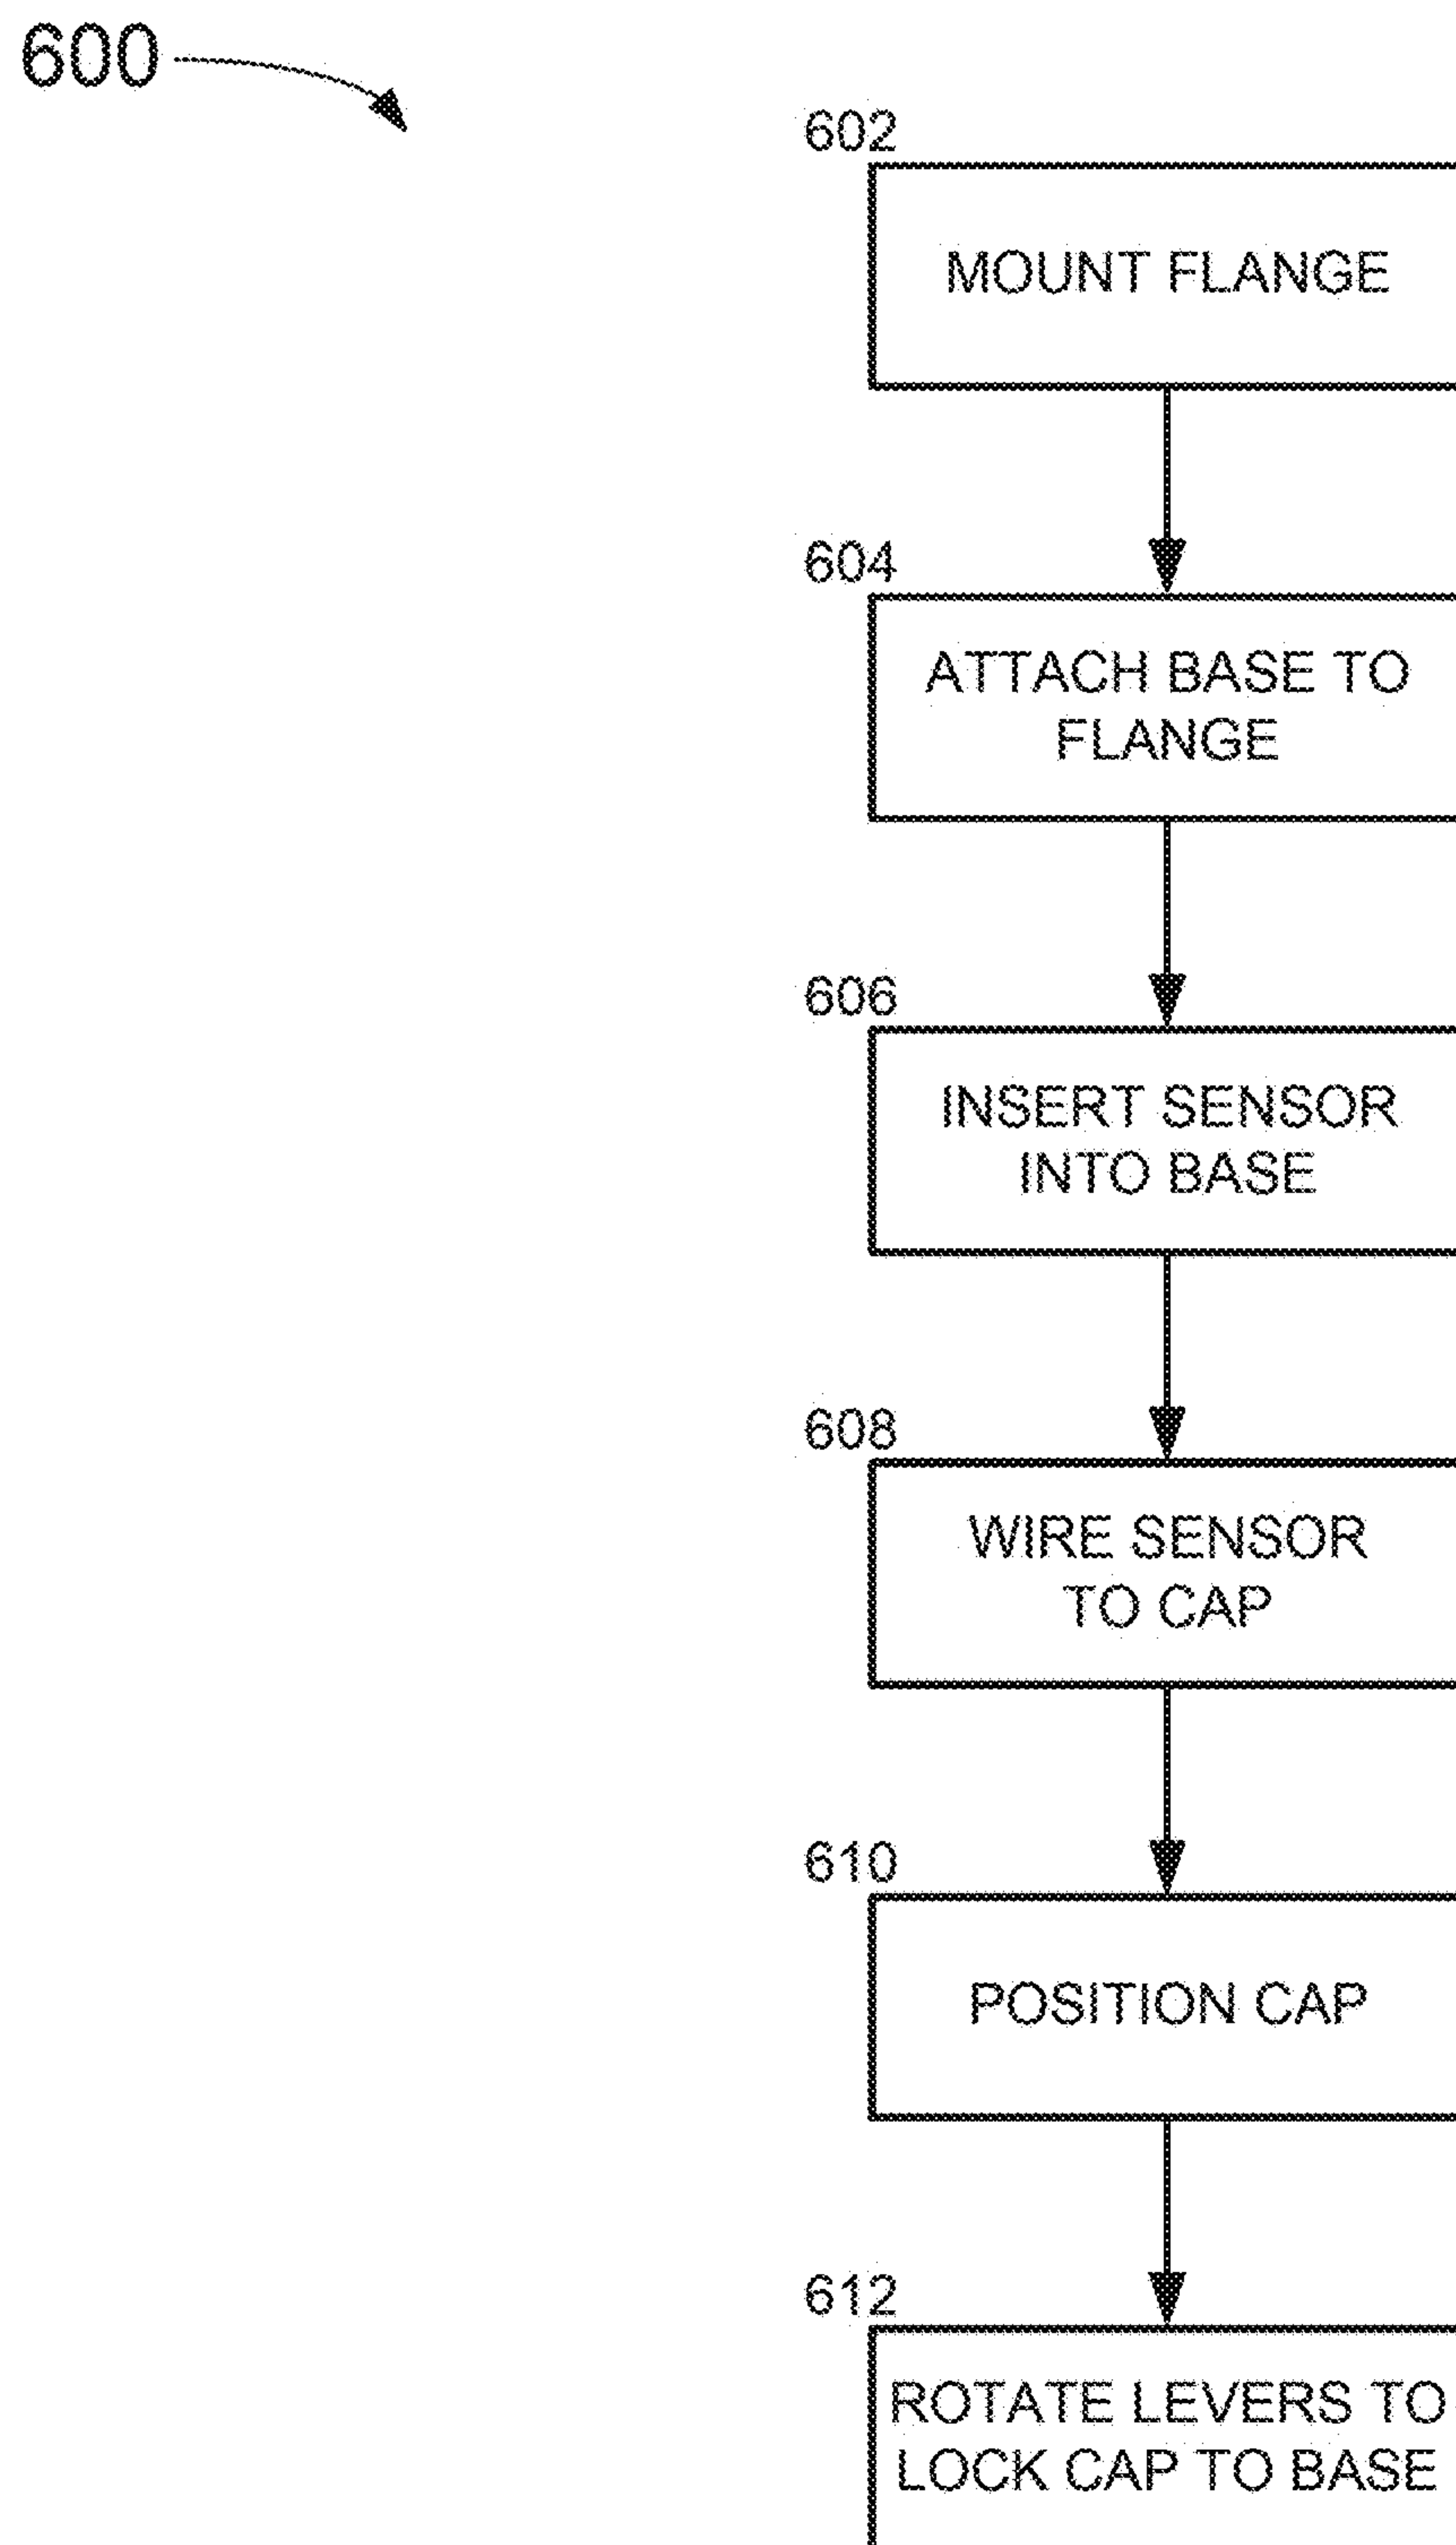 600
602
MOUNT FLANGE
604
ATTACH BASE TO
FLANGE
606
INSERT SENSOR
INTO BASE
608
WIRE SENSOR
TO CAP
610
POSITION CAP
612
ROTATE LEVERS TO
LOCK CAP TO BASE